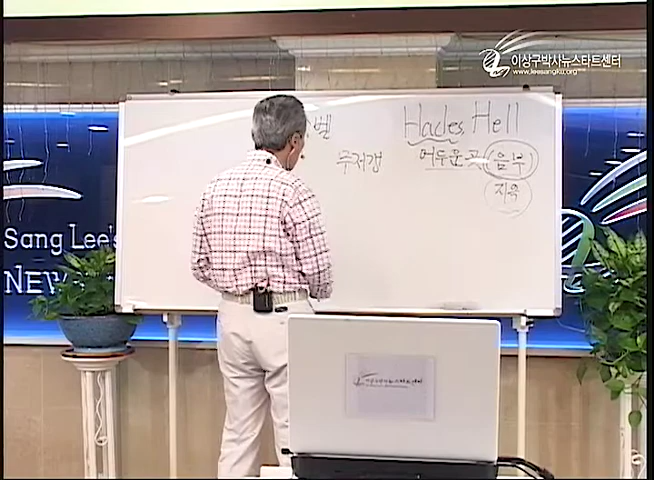 이상구박사뉴스타트센터
www.leesangku.org
벨
Hades Hell
주저갱
어두운 곳 (음부)
지옥
Sang Lee's
NEW